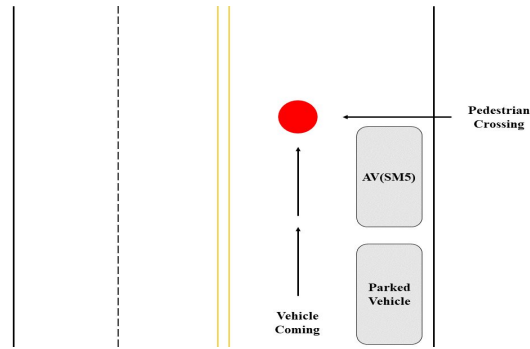 Pedestrian
Crossing
AV(SM5)
Parked
Vehicle
Vehicle
Coming